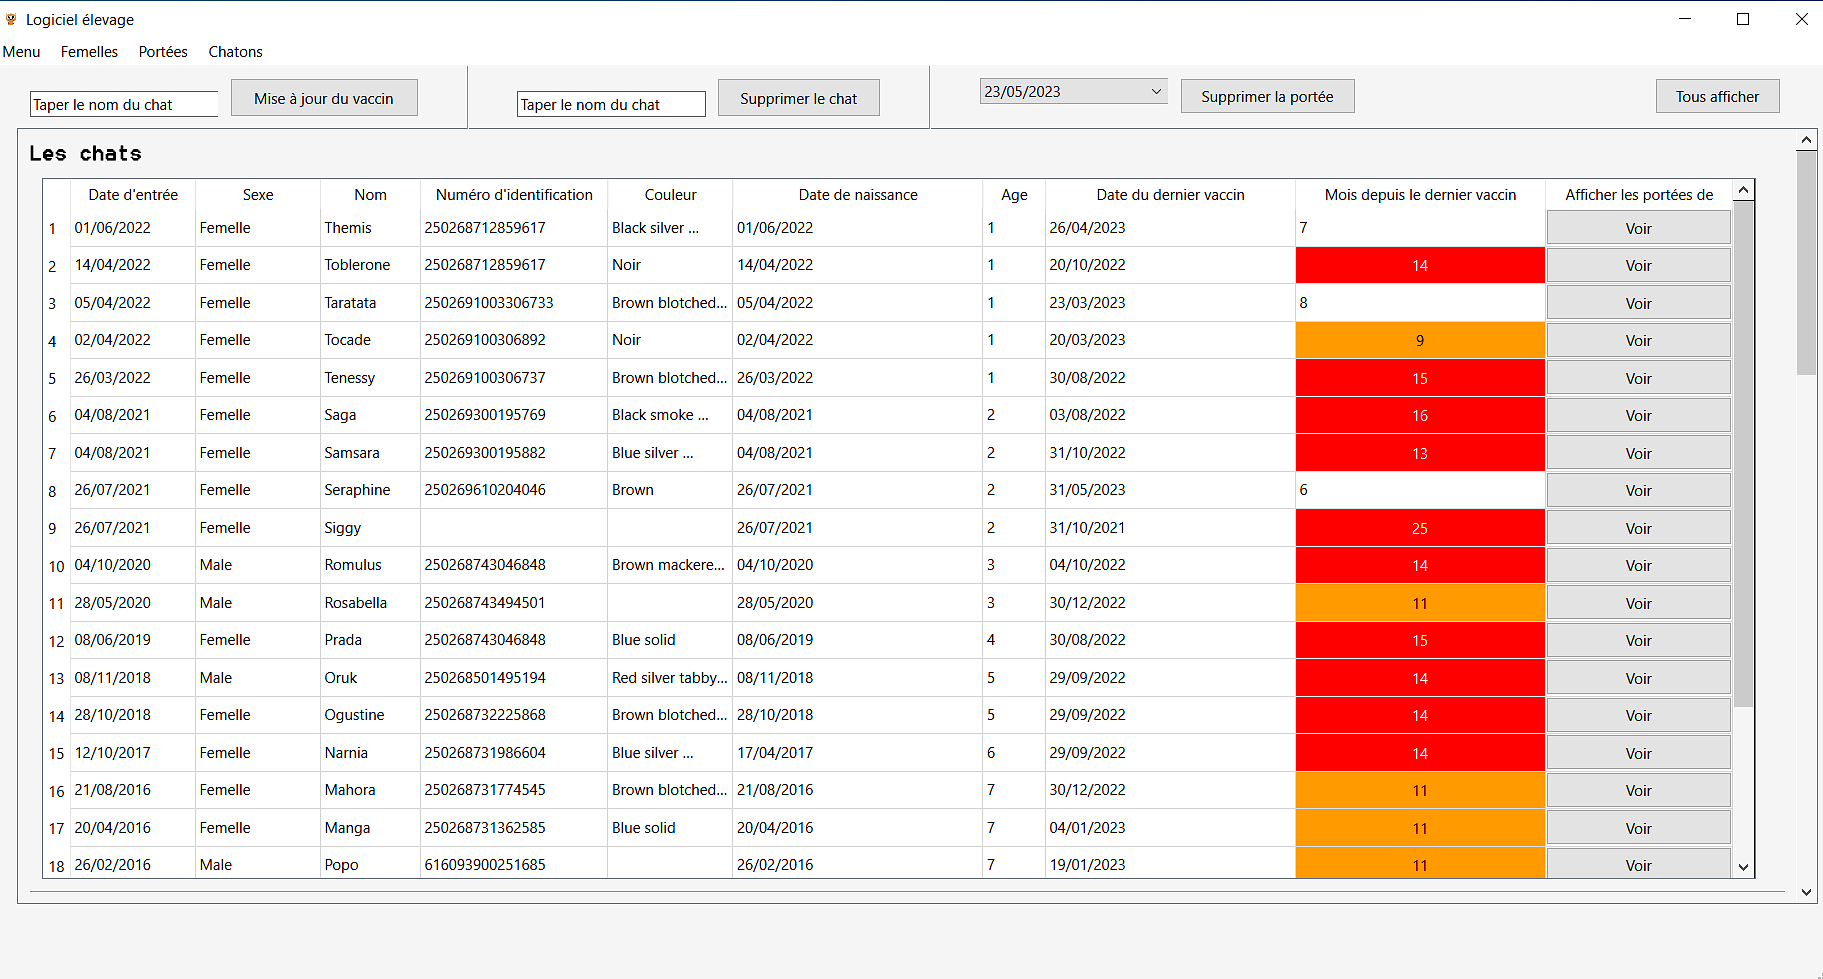 Logiciel élevage
Menu Femelles Portées Chatons
Taper le nom du chat Mise à jour du vaccin Taper le nom du chat Supprimer le chat 23/05/2023 Supprimer la portée Tous afficher
Les chats
Date d'entrée Sexe Nom Numéro d'identification Couleur Date de naissance Age Date du dernier vaccin Mois depuis le dernier vaccin Afficher les portées de
1 01/06/2022 Femelle Themis 250268712859617 Black silver ... 01/06/2022 1 26/04/2023 7 Voir
2 14/04/2022 Femelle Toblerone 250268712859617 Noir 14/04/2022 1 20/10/2022 14 Voir
3 05/04/2022 Femelle Taratata 2502691003306733 Brown blotched... 05/04/2022 1 23/03/2023 8 Voir
4 02/04/2022 Femelle Tocade 250269100306892 Noir 02/04/2022 1 20/03/2023 9 Voir
5 26/03/2022 Femelle Tenessy 250269100306737 Brown blotched... 26/03/2022 1 30/08/2022 15 Voir
6 04/08/2021 Femelle Saga 250269300195769 Black smoke ... 04/08/2021 2 03/08/2022 16 Voir
7 04/08/2021 Femelle Samsara 250269300195882 Blue silver ... 04/08/2021 2 31/10/2022 13 Voir
8 26/07/2021 Femelle Seraphine 250269610204046 Brown 26/07/2021 2 31/05/2023 6 Voir
9 26/07/2021 Femelle Siggy 26/07/2021 2 31/10/2021 25 Voir
10 04/10/2020 Male Romulus 250268743046848 Brown mackere... 04/10/2020 3 04/10/2022 14 Voir
11 28/05/2020 Male Rosabella 250268743494501 28/05/2020 3 30/12/2022 11 Voir
12 08/06/2019 Femelle Prada 250268743046848 Blue solid 08/06/2019 4 30/08/2022 15 Voir
13 08/11/2018 Male Oruk 250268501495194 Red silver tabby... 08/11/2018 5 29/09/2022 14 Voir
14 28/10/2018 Femelle Ogustine 250268732225868 Brown blotched... 28/10/2018 5 29/09/2022 14 Voir
15 12/10/2017 Femelle Narnia 250268731986604 Blue silver ... 17/04/2017 6 29/09/2022 14 Voir
16 21/08/2016 Femelle Mahora 250268731774545 Brown blotched... 21/08/2016 7 30/12/2022 11 Voir
17 20/04/2016 Femelle Manga 250268731362585 Blue solid 20/04/2016 7 04/01/2023 11 Voir
18 26/02/2016 Male Popo 616093900251685 26/02/2016 7 19/01/2023 11 Voir